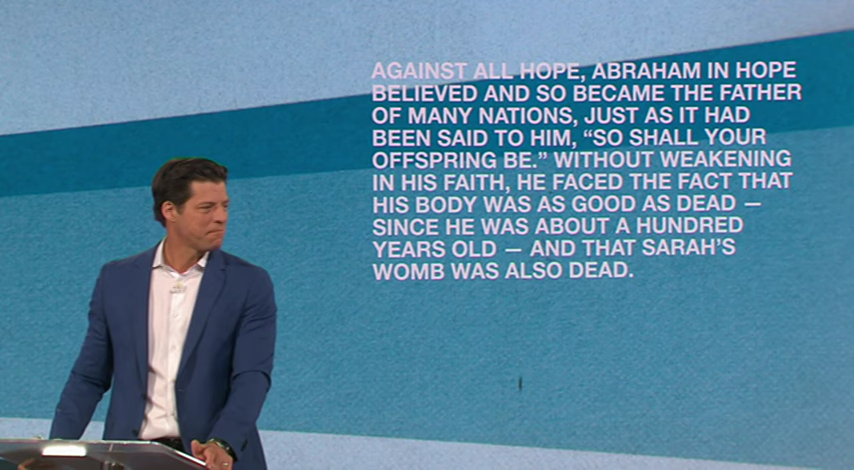 AGAINST ALL HOPE, ABRAHAM IN HOPE
BELIEVED AND SO BECAME THE FATHER
OF MANY NATIONS, JUST AS IT HAD
BEEN SAID TO HIM, “SO SHALL YOUR
OFFSPRING BE.” WITHOUT WEAKENING
IN HIS FAITH, HE FACED THE FACT THAT
HIS BODY WAS AS GOOD AS DEAD —
SINCE HE WAS ABOUT A HUNDRED
YEARS OLD — AND THAT SARAH’S
WOMB WAS ALSO DEAD.